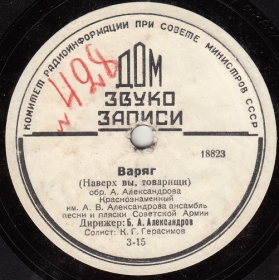 КОМИТЕТ РАДИОИНФОРМАЦИИ ПРИ СОВЕТЕ МИНИСТРОВ СССР
ДОМ
ЗВУКО
ЗАПИСИ
№ 428
18823
Варяг
(Наверх вы, товарищи)
обр. А. Александрова
Краснознаменный
им. А. В. Александрова ансамбль
песни и пляски Советской Армии
Дирижер: Б. А. Александров
Солист: К. Г. Герасимов
3-15